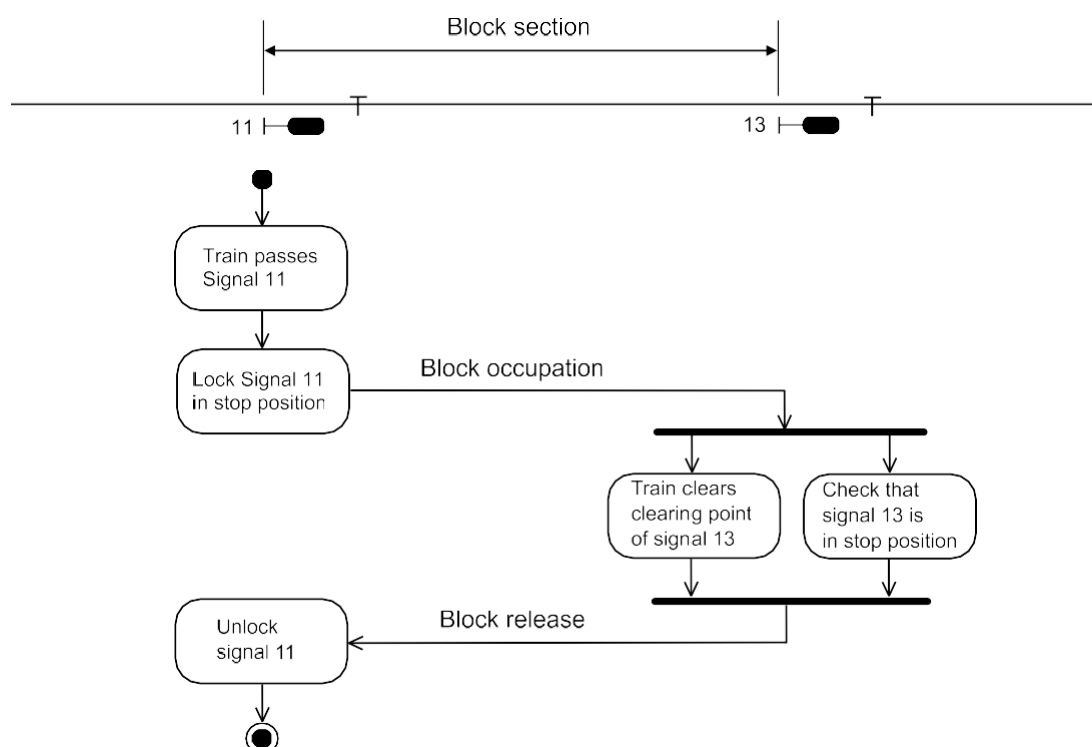 Block section
11
13
Train passes
Signal 11
Lock Signal 11
in stop position
Block occupation
Train clears
clearing point
of signal 13
Check that
signal 13 is
in stop position
Block release
Unlock
signal 11